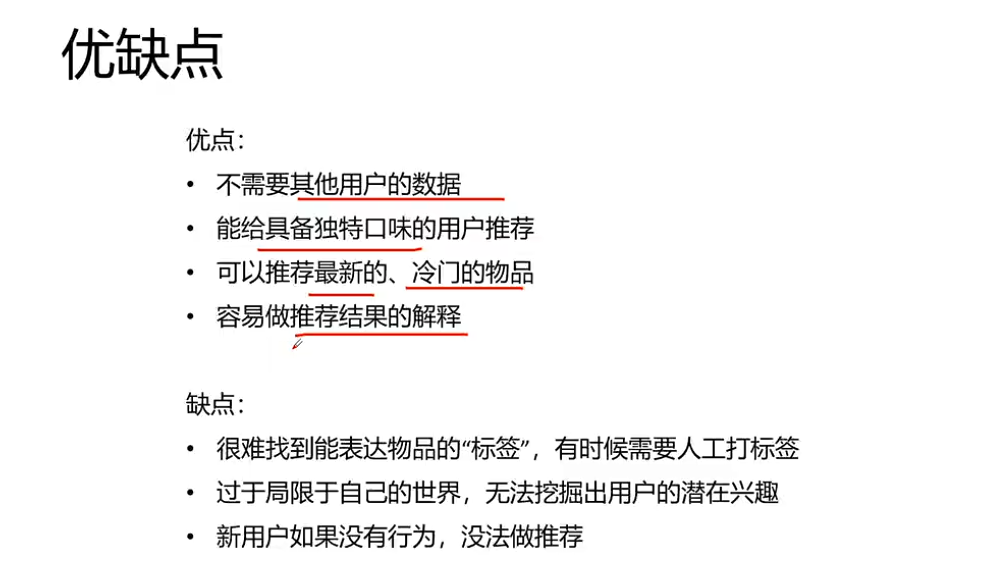 优缺点
优点：
• 不需要其他用户的数据
• 能给具备独特口味的用户推荐
• 可以推荐最新的、冷门的物品
• 容易做推荐结果的解释
缺点：
• 很难找到能表达物品的“标签”，有时候需要人工打标签
• 过于局限于自己的世界，无法挖掘出用户的潜在兴趣
• 新用户如果没有行为，没法做推荐